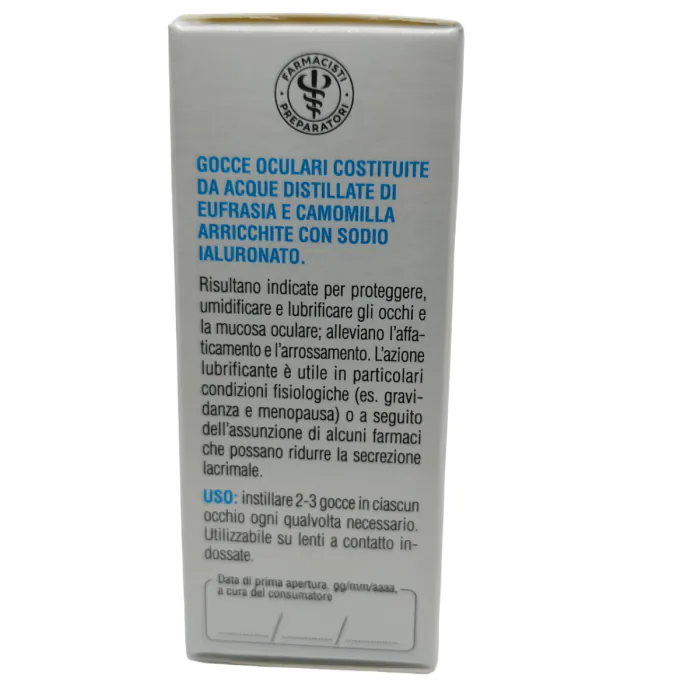 FARMACISTI
PREPARATORI
GOCCE OCULARI COSTITUITE
DA ACQUE DISTILLATE DI
EUFRASIA E CAMOMILLA
ARRICCHITE CON SODIO
IALURONATO.
Risultano indicate per proteggere,
umidificare e lubrificare gli occhi e
la mucosa oculare; alleviano l'affa-
ticamento e l'arrossamento. L'azione
lubrificante è utile in particolari
condizioni fisiologiche (es. gravi-
danza e menopausa) o a seguito
dell'assunzione di alcuni farmaci
che possano ridurre la secrezione
lacrimale.
USO: instillare 2-3 gocce in ciascun
occhio ogni qualvolta necessario.
Utilizzabile su lenti a contatto in-
dossate.
Data di prima apertura, gg/mm/aaaa,
a cura del consumatore